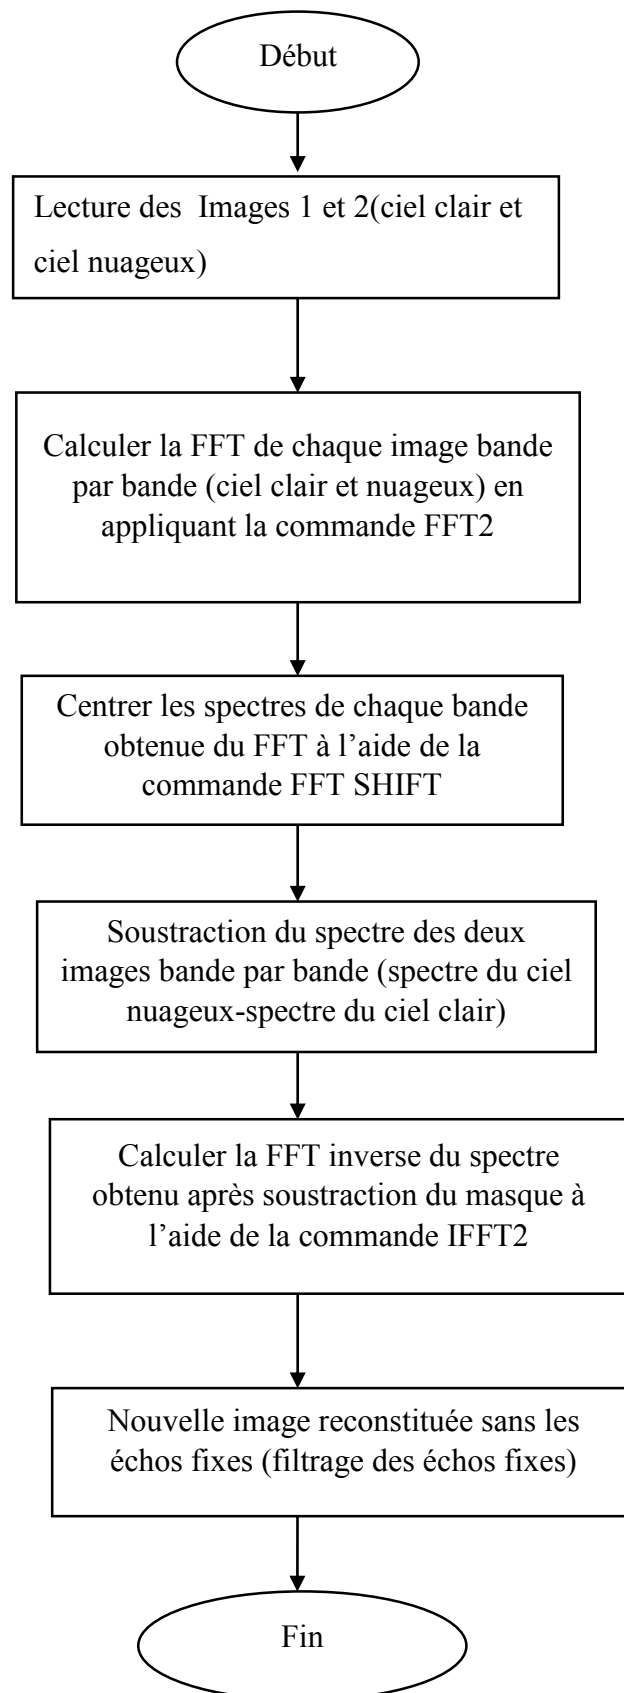 Début
Lecture des Images 1 et 2(ciel clair et
ciel nuageux)
Calculer la FFT de chaque image bande
par bande (ciel clair et nuageux) en
appliquant la commande FFT2
Centrer les spectres de chaque bande
obtenue du FFT à l’aide de la
commande FFT SHIFT
Soustraction du spectre des deux
images bande par bande (spectre du ciel
nuageux-spectre du ciel clair)
Calculer la FFT inverse du spectre
obtenu après soustraction du masque à
l’aide de la commande IFFT2
Nouvelle image reconstituée sans les
échos fixes (filtrage des échos fixes)
Fin